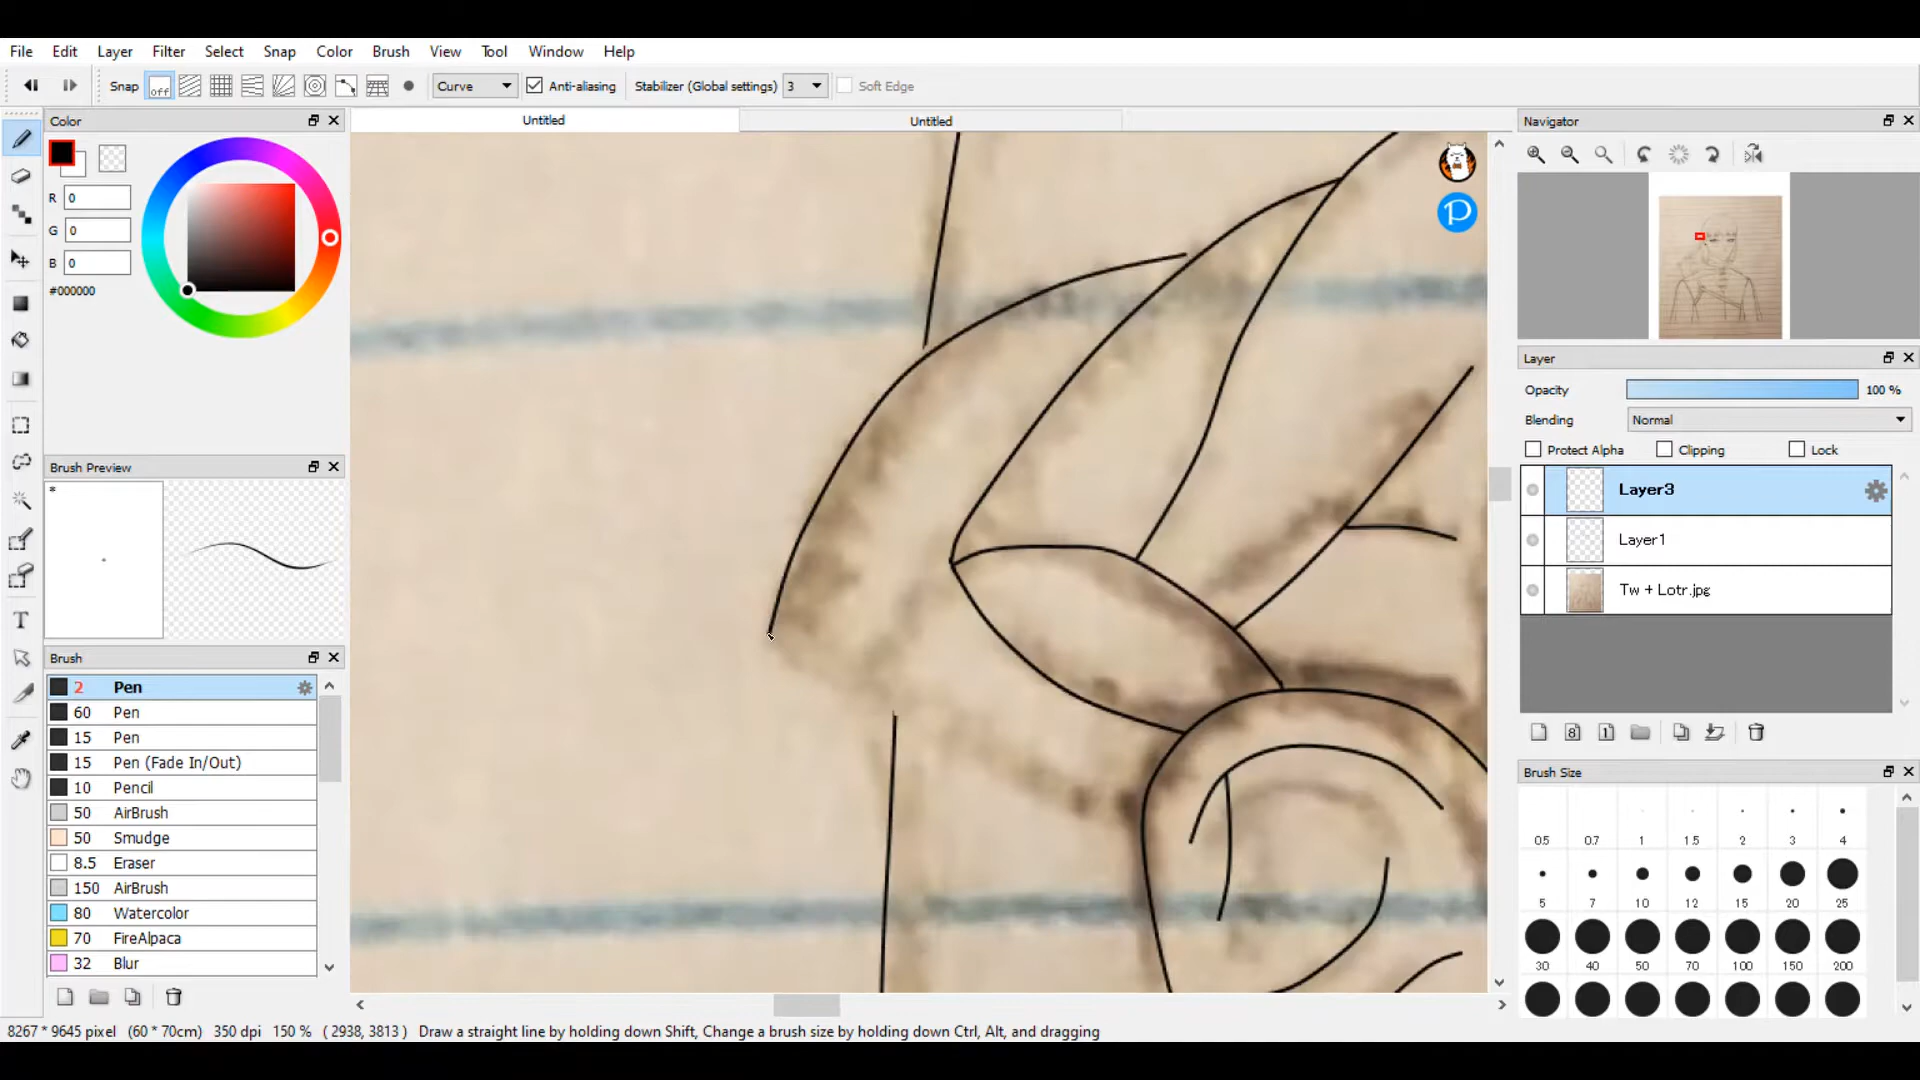 File Edit Layer Filter Select Snap Color Brush View Tool Window Help
Snap off Curve Anti-aliasing Stabilizer (Global settings) 3 Soft Edge
Color
Untitled
Untitled
Navigator
R 0
G 0
B 0
#000000
Layer
Opacity 100 %
Blending Normal
Protect Alpha Clipping Lock
Layer3
Layer1
Tw + Lotr.jpg
Brush Preview
*
Brush
2 Pen
60 Pen
15 Pen
15 Pen (Fade In/Out)
10 Pencil
50 AirBrush
50 Smudge
8.5 Eraser
150 AirBrush
80 Watercolor
70 FireAlpaca
32 Blur
Brush Size
0.5 0.7 1 1.5 2 3 4
5 7 10 12 15 20 25
30 40 50 70 100 150 200
8267 * 9645 pixel (60 * 70cm) 350 dpi 150 % ( 2938, 3813 ) Draw a straight line by holding down Shift, Change a brush size by holding down Ctrl, Alt, and dragging